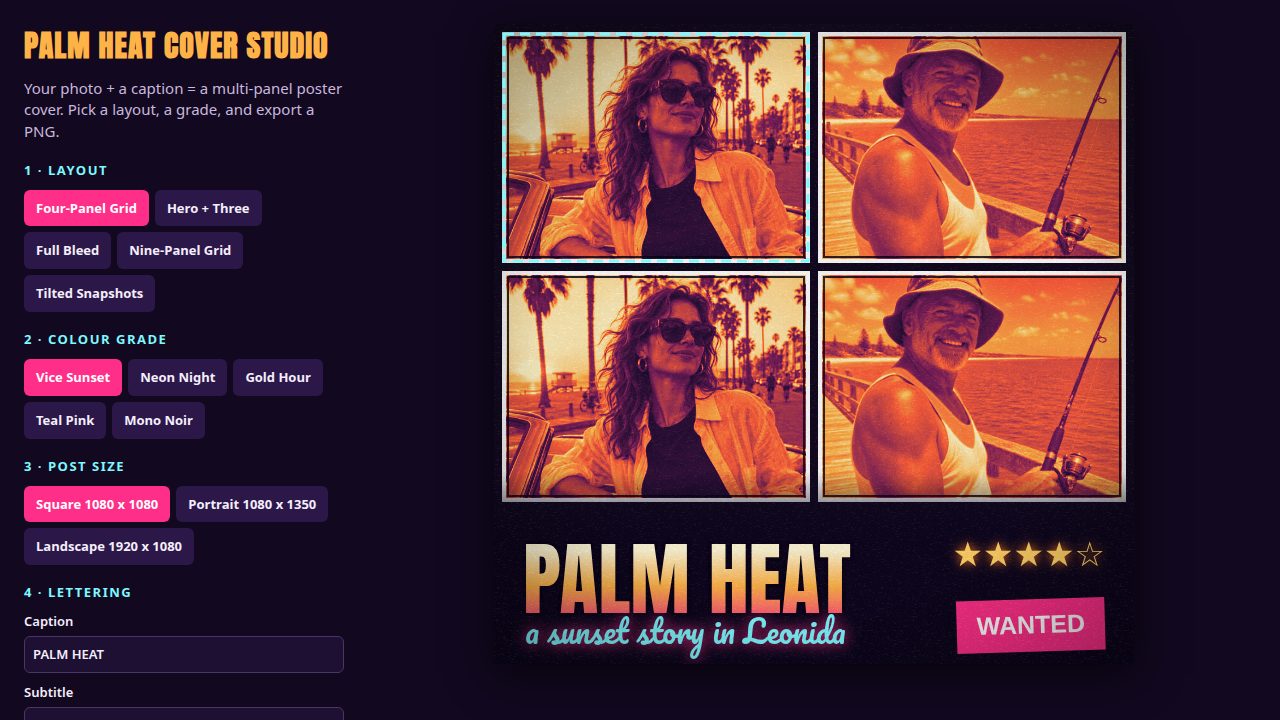 PALM HEAT COVER STUDIO
Your photo + a caption = a multi-panel poster
cover. Pick a layout, a grade, and export a
PNG.
1 · LAYOUT
Four-Panel Grid
Hero + Three
Full Bleed
Nine-Panel Grid
Tilted Snapshots
2 · COLOUR GRADE
Vice Sunset
Neon Night
Gold Hour
Teal Pink
Mono Noir
3 · POST SIZE
Square 1080 x 1080
Portrait 1080 x 1350
Landscape 1920 x 1080
4 · LETTERING
Caption
PALM HEAT
Subtitle
PALM HEAT
a sunset story in Leonida
★★★★☆
WANTED